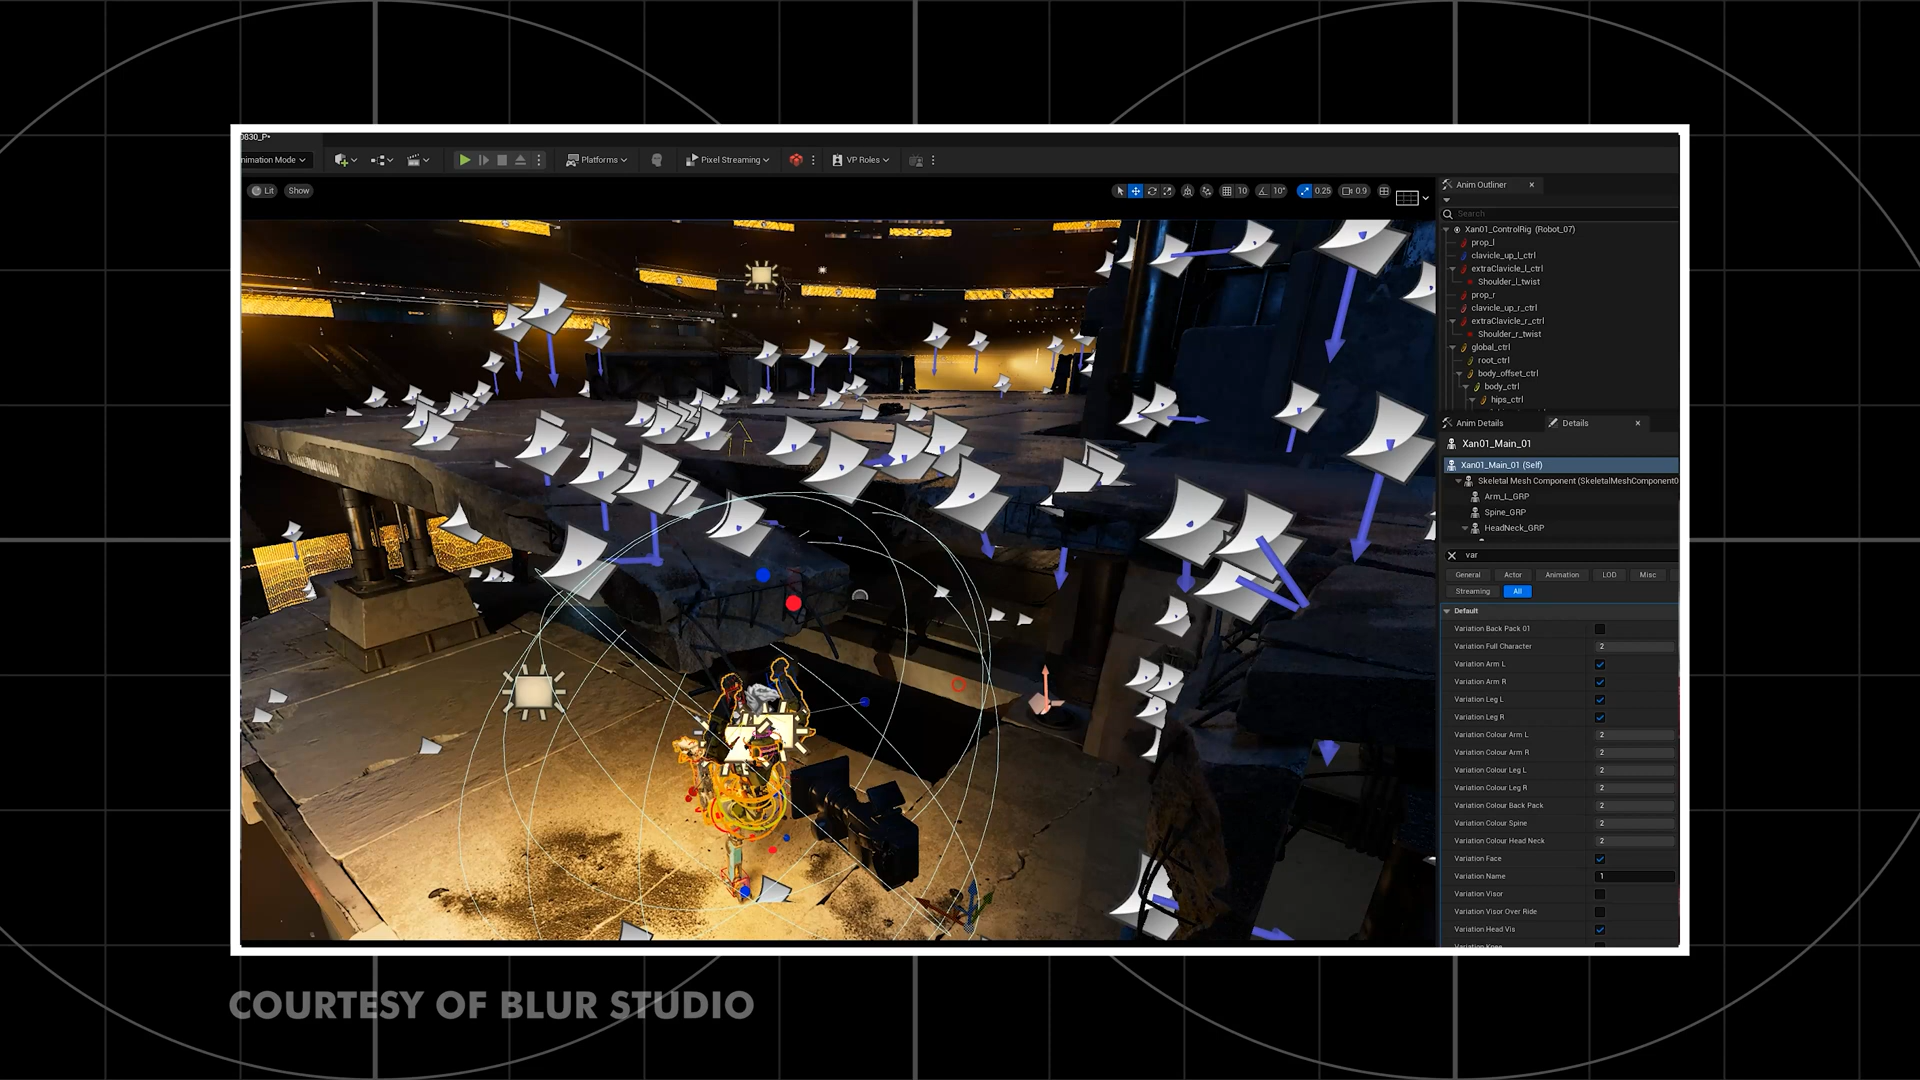 0830_P•
nimation Mode
Platforms
Pixel Streaming
VP Roles
Lit
Show
10
10°
0.25
0.9
Anim Outliner
Search
Xan01_ControlRig (Robot_07)
prop_l
clavicle_up_l_ctrl
extraClavicle_l_ctrl
Shoulder_l_twist
prop_r
clavicle_up_r_ctrl
extraClavicle_r_ctrl
Shoulder_r_twist
global_ctrl
root_ctrl
body_offset_ctrl
body_ctrl
hips_ctrl
Anim Details
Details
Xan01_Main_01
Xan01_Main_01 (Self)
Skeletal Mesh Component (SkeletalMeshComponent0
Arm_L_GRP
Spine_GRP
HeadNeck_GRP
var
General
Actor
Animation
LOD
Misc
Streaming
All
Default
Variation Back Pack 01
Variation Full Character 2
Variation Arm L
Variation Arm R
Variation Leg L
Variation Leg R
Variation Colour Arm L 2
Variation Colour Arm R 2
Variation Colour Leg L 2
Variation Colour Leg R 2
Variation Colour Back Pack 2
Variation Colour Spine 2
Variation Colour Head Neck 2
Variation Face
Variation Name 1
Variation Visor
Variation Visor Over Ride
Variation Head Vis
Variation Knee
COURTESY OF BLUR STUDIO